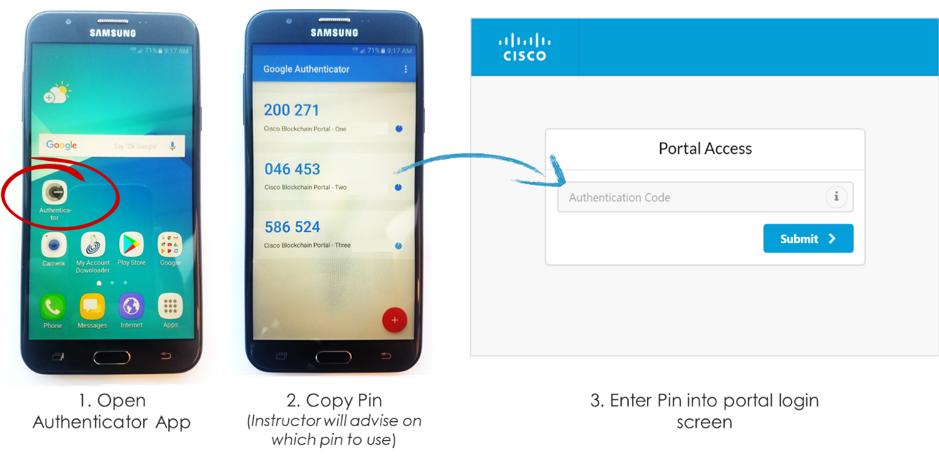 SAMSUNG
71% 9:17 AM
Google Say "Ok Google"
Authentica-
tor
Camera
My Account
Downloader
Play Store
Google
Phone
Messages
Internet
Apps
1. Open
Authenticator App
SAMSUNG
71% 9:17 AM
Google Authenticator
200 271
Cisco Blockchain Portal - One
046 453
Cisco Blockchain Portal - Two
586 524
Cisco Blockchain Portal - Three
+
2. Copy Pin
(Instructor will advise on
which pin to use)
CISCO
Portal Access
Authentication Code i
Submit
3. Enter Pin into portal login
screen